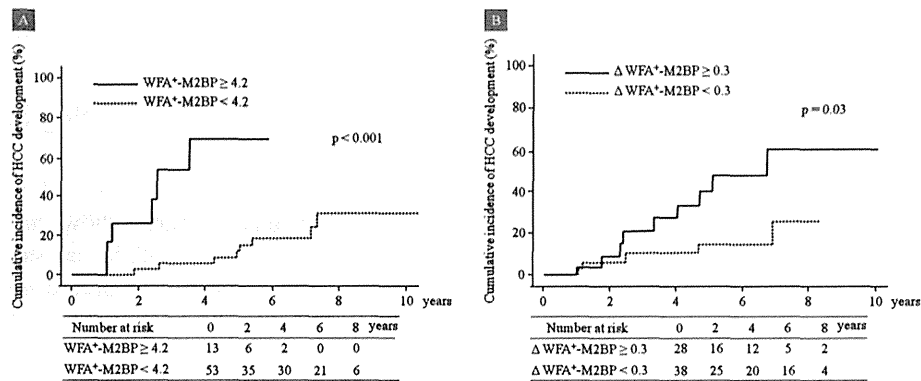 A
Cumulative incidence of HCC development (%)
100
80
60
40
20
0
WFA+-M2BP ≥ 4.2
WFA+-M2BP < 4.2
p < 0.001
0 2 4 6 8 10 years
Number at risk 0 2 4 6 8 years
WFA+-M2BP ≥ 4.2 13 6 2 0 0
WFA+-M2BP < 4.2 53 35 30 21 6
B
Cumulative incidence of HCC development (%)
100
80
60
40
20
0
Δ WFA+-M2BP ≥ 0.3
Δ WFA+-M2BP < 0.3
p = 0.03
0 2 4 6 8 10 years
Number at risk 0 2 4 6 8 years
Δ WFA+-M2BP ≥ 0.3 28 16 12 5 2
Δ WFA+-M2BP < 0.3 38 25 20 16 4